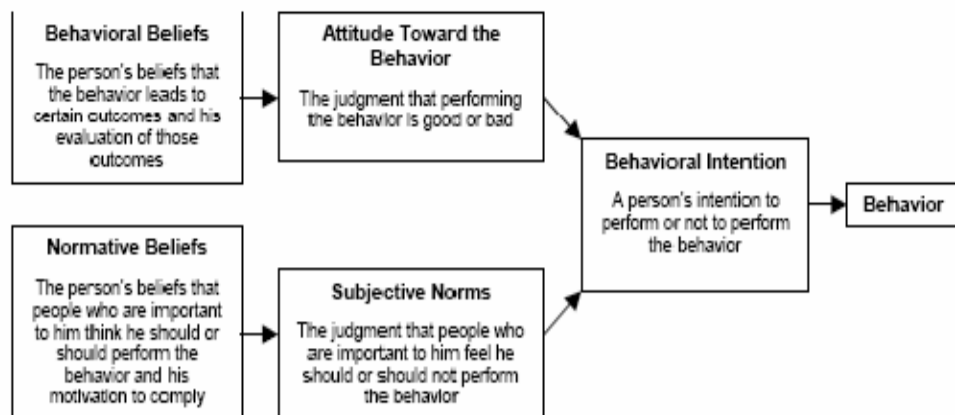 Behavioral Beliefs
The person's beliefs that
the behavior leads to
certain outcomes and his
evaluation of those
outcomes
Attitude Toward the
Behavior
The judgment that performing
the behavior is good or bad
Normative Beliefs
The person's beliefs that
people who are important
to him think he should or
should perform the
behavior and his
motivation to comply
Subjective Norms
The judgment that people who
are important to him feel he
should or should not perform
the behavior
Behavioral Intention
A person's intention to
perform or not to perform
the behavior
Behavior